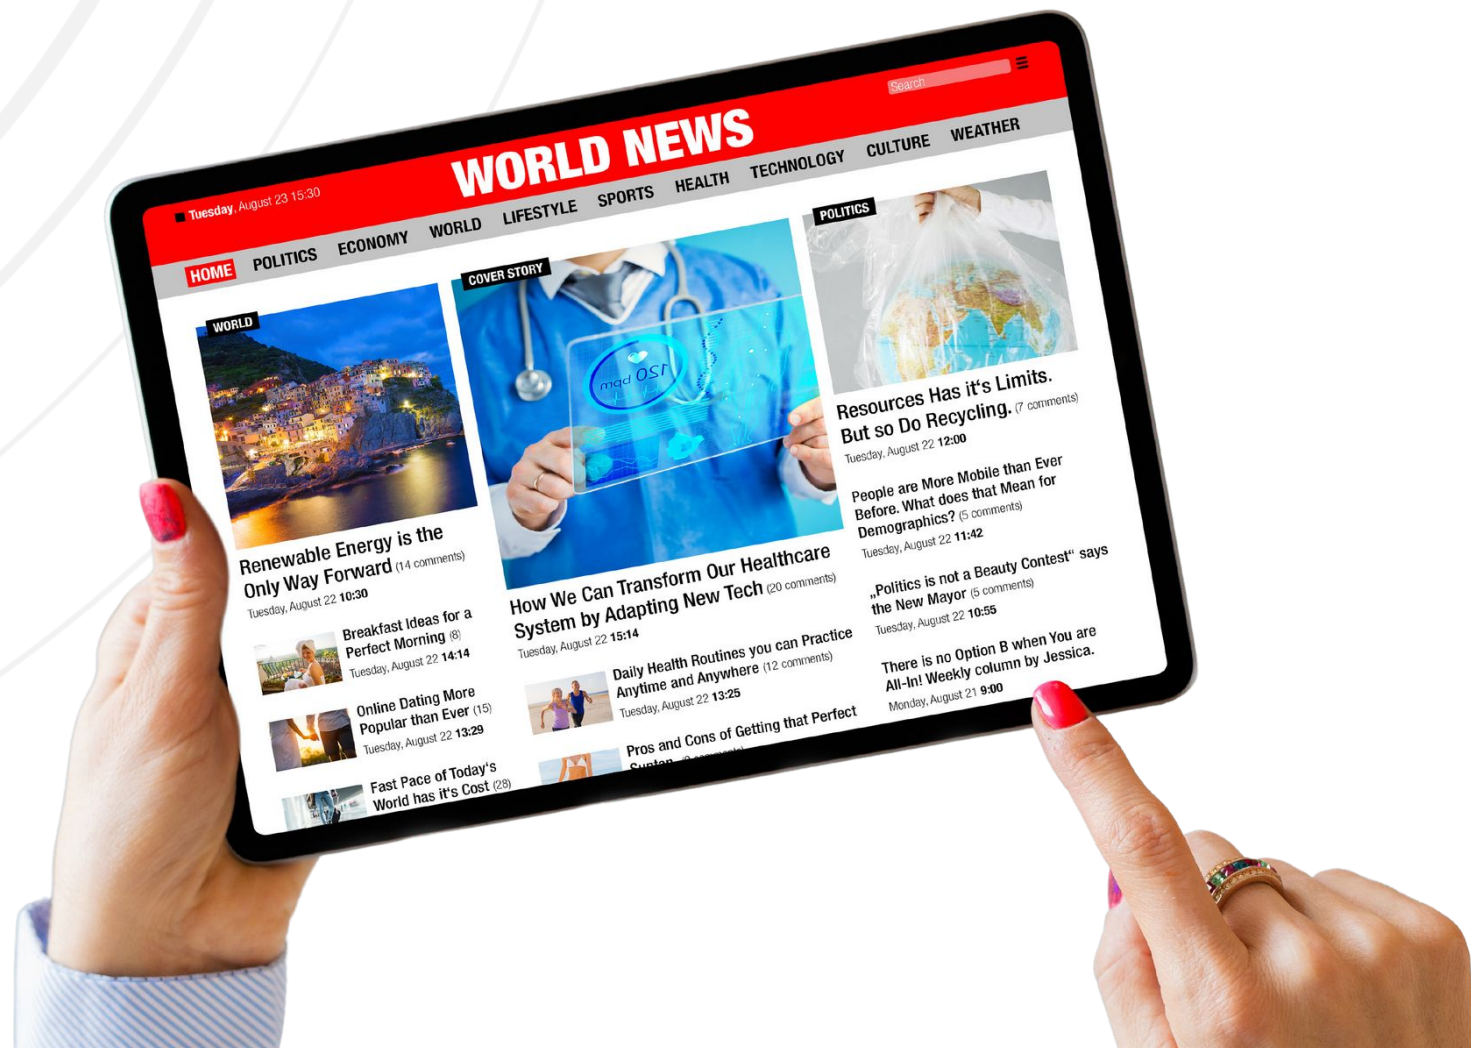 Search
WORLD NEWS
Tuesday, August 23 15:30
HOME POLITICS ECONOMY WORLD LIFESTYLE SPORTS HEALTH TECHNOLOGY CULTURE WEATHER
WORLD
Renewable Energy is the
Only Way Forward (14 comments)
Tuesday, August 22 10:30
Breakfast Ideas for a
Perfect Morning (8)
Tuesday, August 22 14:14
Online Dating More
Popular than Ever (15)
Tuesday, August 22 13:29
Fast Pace of Today's
World has it's Cost (28)
COVER STORY
120 bpm
How We Can Transform Our Healthcare
System by Adapting New Tech (20 comments)
Tuesday, August 22 15:14
Daily Health Routines you can Practice
Anytime and Anywhere (12 comments)
Tuesday, August 22 13:25
Pros and Cons of Getting that Perfect
Suntan
POLITICS
Resources Has it's Limits.
But so Do Recycling. (7 comments)
Tuesday, August 22 12:00
People are More Mobile than Ever
Before. What does that Mean for
Demographics? (5 comments)
Tuesday, August 22 11:42
„Politics is not a Beauty Contest“ says
the New Mayor (5 comments)
Tuesday, August 22 10:55
There is no Option B when You are
All-In! Weekly column by Jessica.
Monday, August 21 9:00